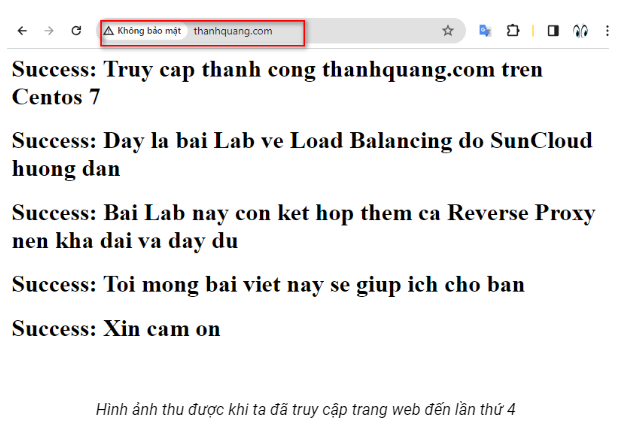 Không bảo mật thanhquang.com
Success: Truy cap thanh cong thanhquang.com tren
Centos 7
Success: Day la bai Lab ve Load Balancing do SunCloud
huong dan
Success: Bai Lab nay con ket hop them ca Reverse Proxy
nen kha dai va day du
Success: Toi mong bai viet nay se giup ich cho ban
Success: Xin cam on
Hình ảnh thu được khi ta đã truy cập trang web đến lần thứ 4